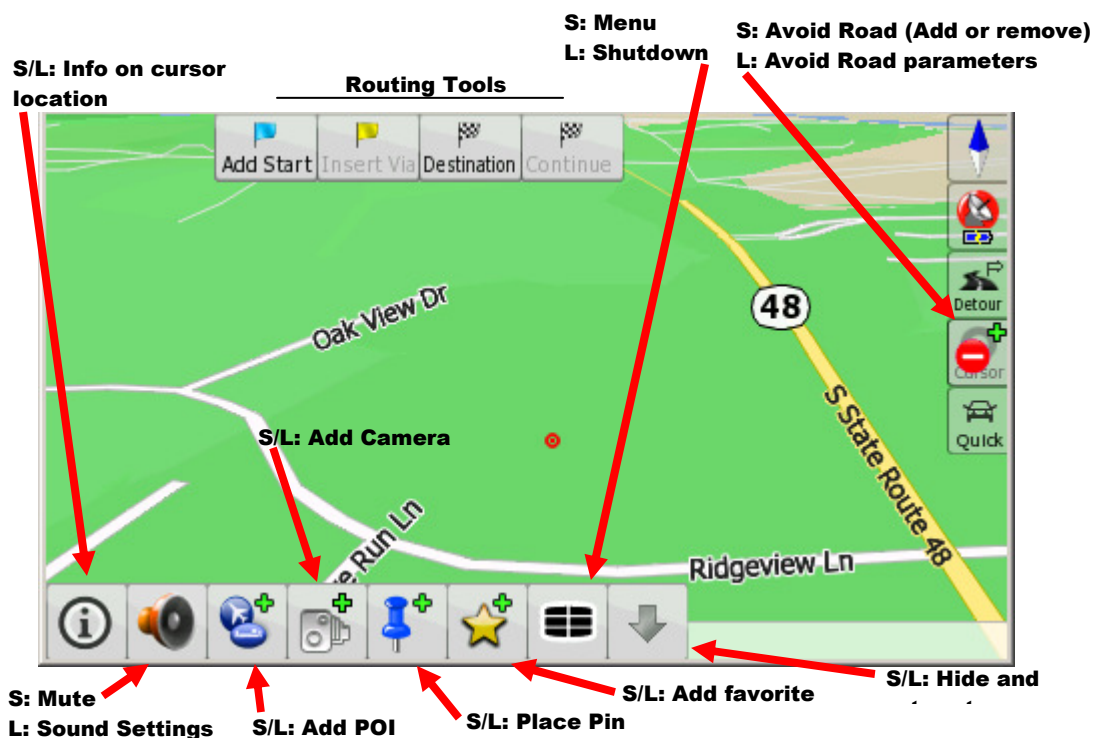 S: Menu
L: Shutdown
S: Avoid Road (Add or remove)
L: Avoid Road parameters
S/L: Info on cursor
location
Routing Tools
Add Start
Insert Via
Destination
Continue
Detour
Cursor
Quick
Oak View Dr
48
S State Route 48
S/L: Add Camera
e Run Ln
Ridgeview Ln
S: Mute
L: Sound Settings
S/L: Add POI
S/L: Place Pin
S/L: Add favorite
S/L: Hide and